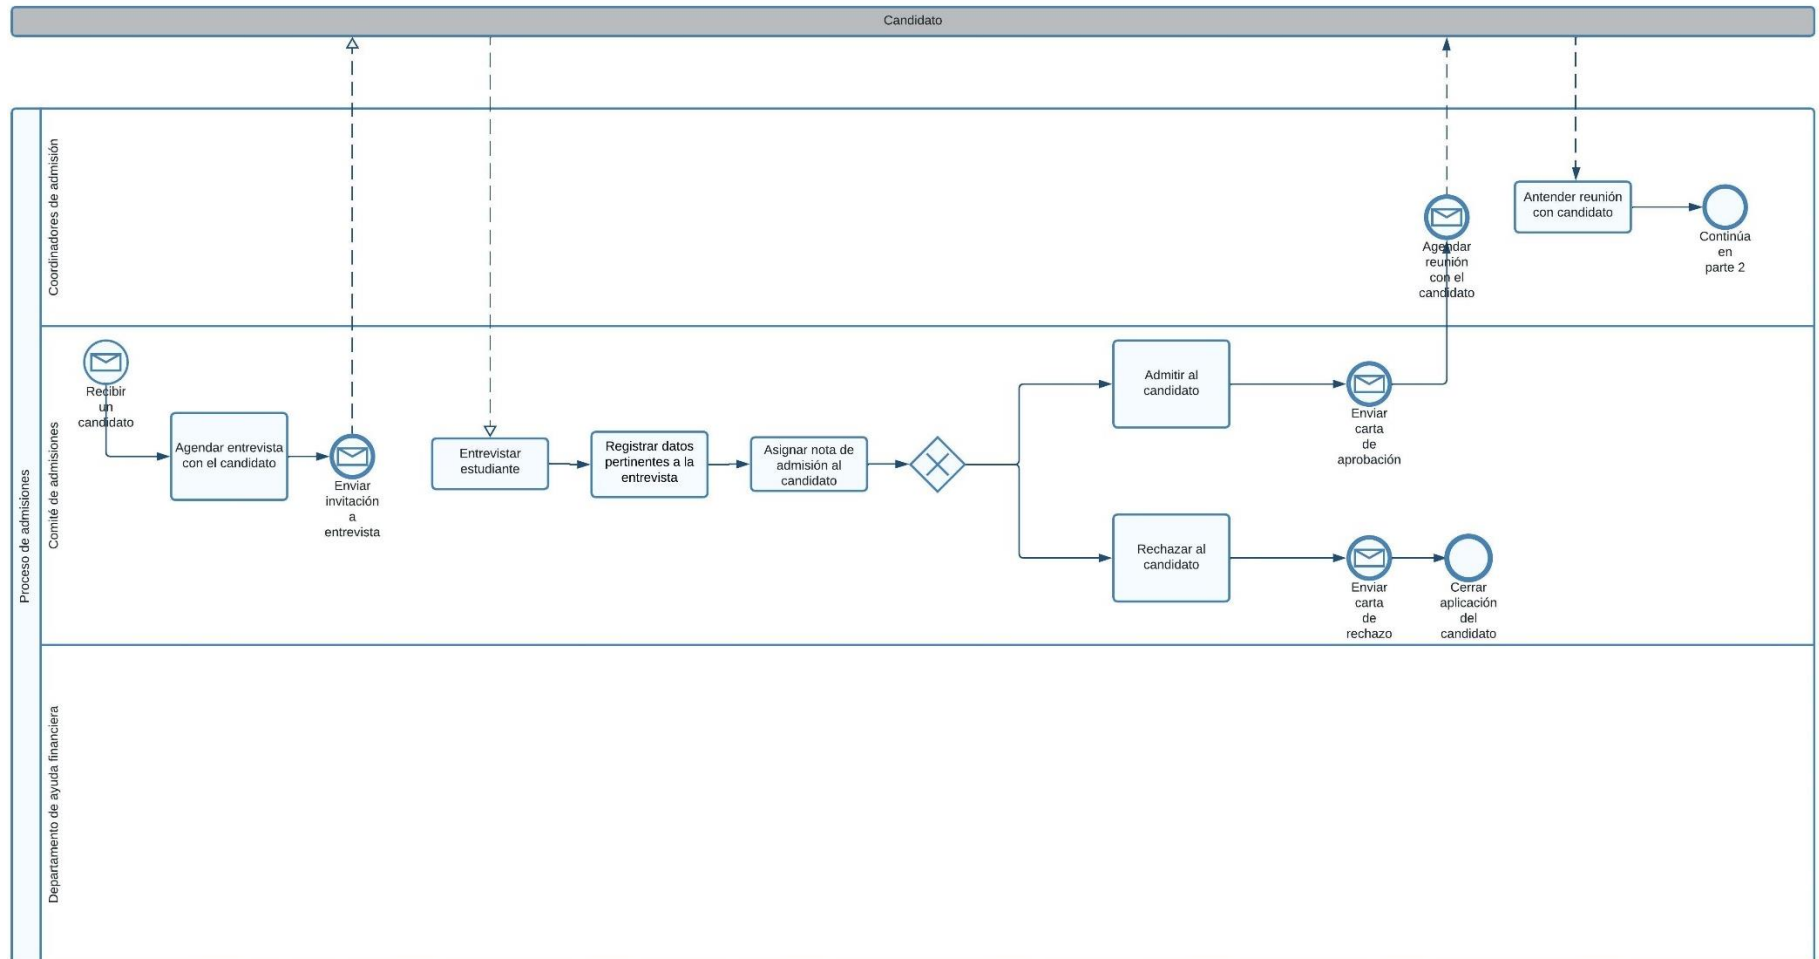 Candidato
Proceso de admisiones
Coordinadores de admisión
Agendar
reunión
con el
candidato
Antender reunión
con candidato
Continúa
en
parte 2
Comité de admisiones
Recibir
un
candidato
Agendar entrevista
con el candidato
Enviar
invitación
a
entrevista
Entrevistar
estudiante
Registrar datos
pertinentes a la
entrevista
Asignar nota de
admisión al
candidato
Admitir al
candidato
Enviar
carta
de
aprobación
Rechazar al
candidato
Enviar
carta
de
rechazo
Cerrar
aplicación
del
candidato
Departamento de ayuda financiera